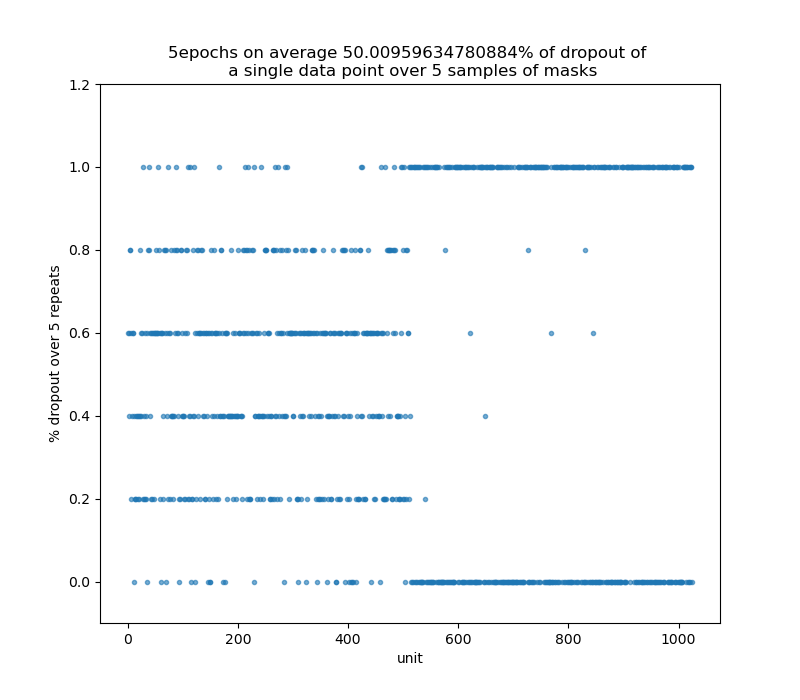 5epochs on average 50.00959634780884% of dropout of
a single data point over 5 samples of masks
1.2
1.0
0.8
0.6
0.4
0.2
0.0
% dropout over 5 repeats
0 200 400 600 800 1000
unit